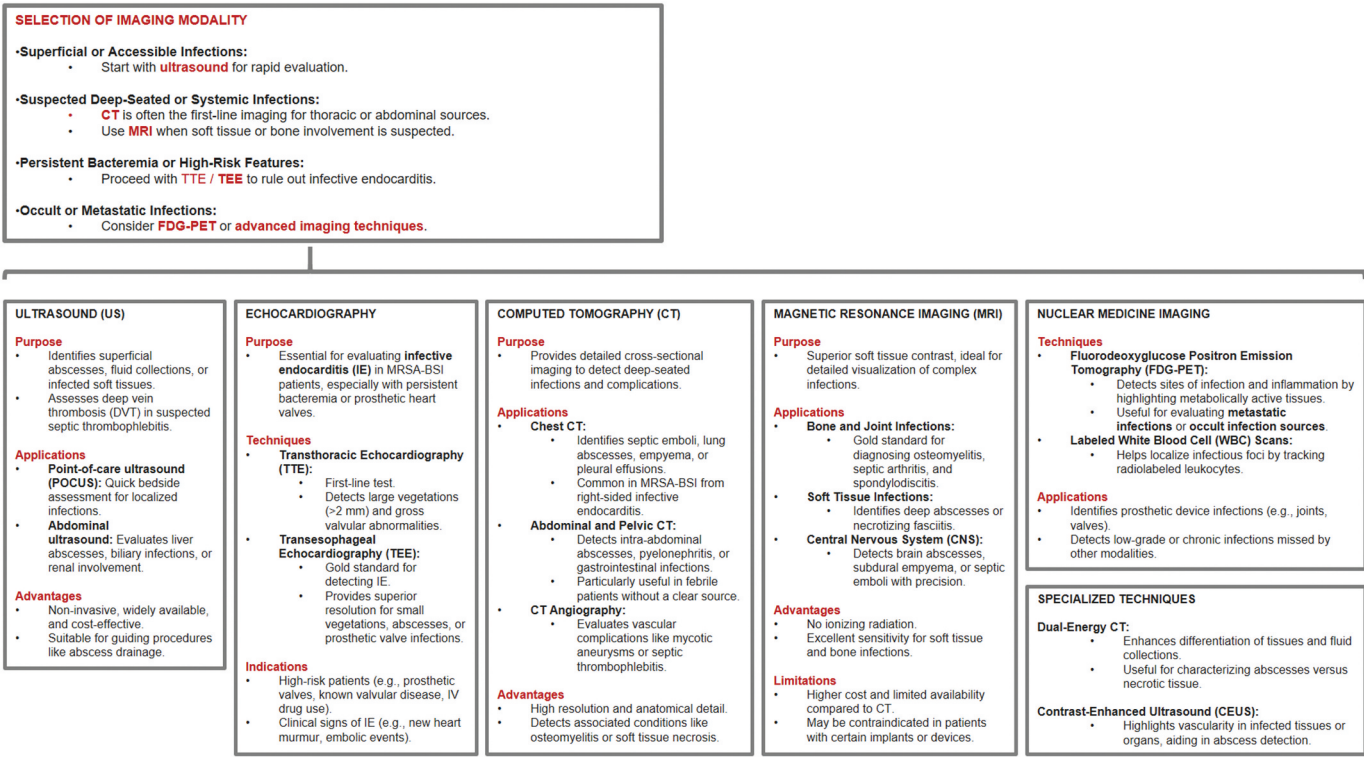 SELECTION OF IMAGING MODALITY
•Superficial or Accessible Infections:
• Start with ultrasound for rapid evaluation.
•Suspected Deep-Seated or Systemic Infections:
• CT is often the first-line imaging for thoracic or abdominal sources.
• Use MRI when soft tissue or bone involvement is suspected.
•Persistent Bacteremia or High-Risk Features:
• Proceed with TTE / TEE to rule out infective endocarditis.
•Occult or Metastatic Infections:
• Consider FDG-PET or advanced imaging techniques.
ULTRASOUND (US)
Purpose
• Identifies superficial
abscesses, fluid collections, or
infected soft tissues.
• Assesses deep vein
thrombosis (DVT) in suspected
septic thrombophlebitis.
Applications
• Point-of-care ultrasound
(POCUS): Quick bedside
assessment for localized
infections.
• Abdominal
ultrasound: Evaluates liver
abscesses, biliary infections, or
renal involvement.
Advantages
• Non-invasive, widely available,
and cost-effective.
• Suitable for guiding procedures
like abscess drainage.
ECHOCARDIOGRAPHY
Purpose
• Essential for evaluating infective
endocarditis (IE) in MRSA-BSI
patients, especially with persistent
bacteremia or prosthetic heart
valves.
Techniques
• Transthoracic Echocardiography
(TTE):
• First-line test.
• Detects large vegetations
(>2 mm) and gross
valvular abnormalities.
• Transesophageal
Echocardiography (TEE):
• Gold standard for
detecting IE.
• Provides superior
resolution for small
vegetations, abscesses, or
prosthetic valve infections.
Indications
• High-risk patients (e.g., prosthetic
valves, known valvular disease, IV
drug use).
• Clinical signs of IE (e.g., new heart
murmur, embolic events).
COMPUTED TOMOGRAPHY (CT)
Purpose
• Provides detailed cross-sectional
imaging to detect deep-seated
infections and complications.
Applications
• Chest CT:
• Identifies septic emboli, lung
abscesses, empyema, or
pleural effusions.
• Common in MRSA-BSI from
right-sided infective
endocarditis.
• Abdominal and Pelvic CT:
• Detects intra-abdominal
abscesses, pyelonephritis, or
gastrointestinal infections.
• Particularly useful in febrile
patients without a clear source.
• CT Angiography:
• Evaluates vascular
complications like mycotic
aneurysms or septic
thrombophlebitis.
Advantages
• High resolution and anatomical detail.
• Detects associated conditions like
osteomyelitis or soft tissue necrosis.
MAGNETIC RESONANCE IMAGING (MRI)
Purpose
• Superior soft tissue contrast, ideal for
detailed visualization of complex
infections.
Applications
• Bone and Joint Infections:
• Gold standard for
diagnosing osteomyelitis,
septic arthritis, and
spondylodiscitis.
• Soft Tissue Infections:
• Identifies deep abscesses or
necrotizing fasciitis.
• Central Nervous System (CNS):
• Detects brain abscesses,
subdural empyema, or septic
emboli with precision.
Advantages
• No ionizing radiation.
• Excellent sensitivity for soft tissue
and bone infections.
Limitations
• Higher cost and limited availability
compared to CT.
• May be contraindicated in patients
with certain implants or devices.
NUCLEAR MEDICINE IMAGING
Techniques
• Fluorodeoxyglucose Positron Emission
Tomography (FDG-PET):
• Detects sites of infection and inflammation by
highlighting metabolically active tissues.
• Useful for evaluating metastatic
infections or occult infection sources.
• Labeled White Blood Cell (WBC) Scans:
• Helps localize infectious foci by tracking
radiolabeled leukocytes.
Applications
• Identifies prosthetic device infections (e.g., joints,
valves).
• Detects low-grade or chronic infections missed by
other modalities.
SPECIALIZED TECHNIQUES
Dual-Energy CT:
• Enhances differentiation of tissues and fluid
collections.
• Useful for characterizing abscesses versus
necrotic tissue.
Contrast-Enhanced Ultrasound (CEUS):
• Highlights vascularity in infected tissues or
organs, aiding in abscess detection.